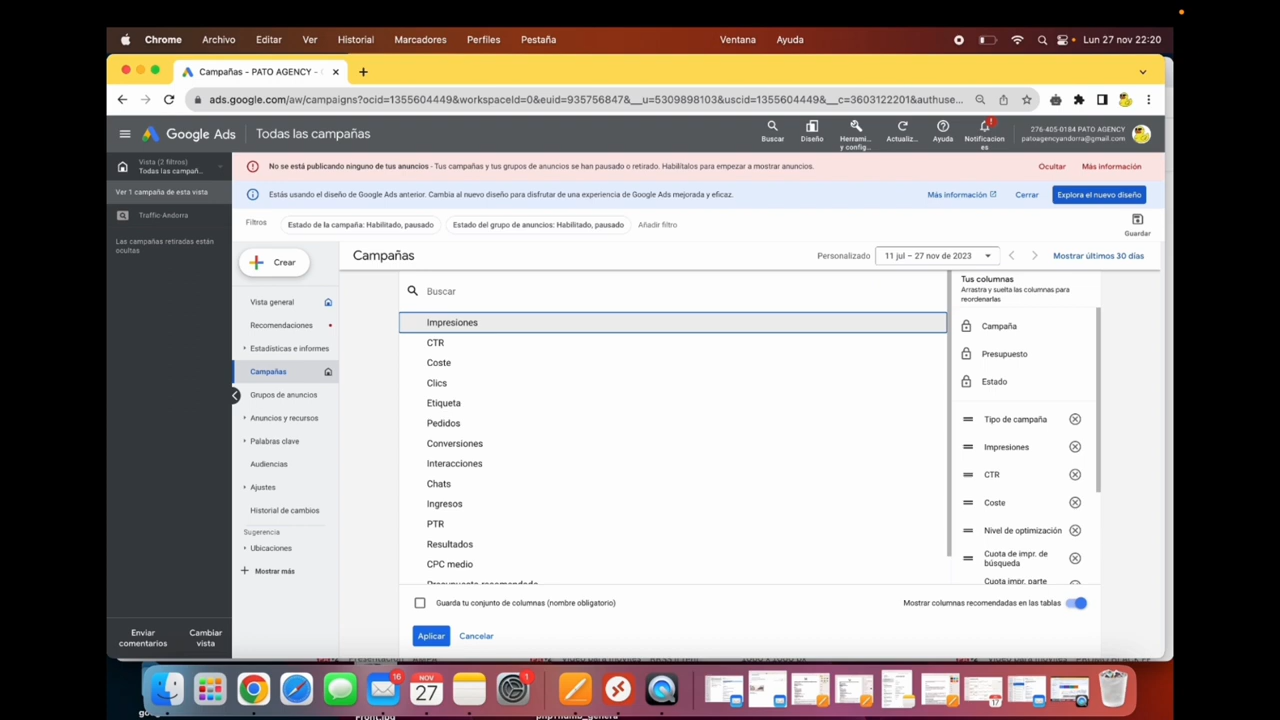 Chrome Archivo Editar Ver Historial Marcadores Perfiles Pestaña Ventana Ayuda Lun 27 nov 22:20
Campañas - PATO AGENCY -
ads.google.com/aw/campaigns?ocid=1355604449&workspaceId=0&euid=935756847&__u=5309898103&uscid=1355604449&__c=3603122201&authuse...
Google Ads Todas las campañas
Buscar
Diseño
Herrami... y config...
Actualiz...
Ayuda
Notificacion es
276-405-0184 PATO AGENCY
patoagencyandorra@gmail.com
Vista (2 filtros)
Todas las campañ...
Ver 1 campaña de esta vista
Traffic-Andorra
Las campañas retiradas están
ocultas
Enviar comentarios
Cambiar vista
No se está publicando ninguno de tus anuncios - Tus campañas y tus grupos de anuncios se han pausado o retirado. Habilítalos para empezar a mostrar anuncios. Ocultar Más información
Estás usando el diseño de Google Ads anterior. Cambia al nuevo diseño para disfrutar de una experiencia de Google Ads mejorada y eficaz. Más información Cerrar Explora el nuevo diseño
Filtros Estado de la campaña: Habilitado, pausado Estado del grupo de anuncios: Habilitado, pausado Añadir filtro
Guardar
Crear
Vista general
Recomendaciones
Estadísticas e informes
Campañas
Grupos de anuncios
Anuncios y recursos
Palabras clave
Audiencias
Ajustes
Historial de cambios
Sugerencia
Ubicaciones
Mostrar más
Campañas Personalizado 11 jul – 27 nov de 2023 Mostrar últimos 30 días
Buscar
Impresiones
CTR
Coste
Clics
Etiqueta
Pedidos
Conversiones
Interacciones
Chats
Ingresos
PTR
Resultados
CPC medio
Presupuesto recomendado
Tus columnas
Arrastra y suelta las columnas para
reordenarlas
Campaña
Presupuesto
Estado
Tipo de campaña
Impresiones
CTR
Coste
Nivel de optimización
Cuota de impr. de
búsqueda
Cuota impr. parte
Guarda tu conjunto de columnas (nombre obligatorio) Mostrar columnas recomendadas en las tablas
Aplicar Cancelar
16
NOV
27
1
17